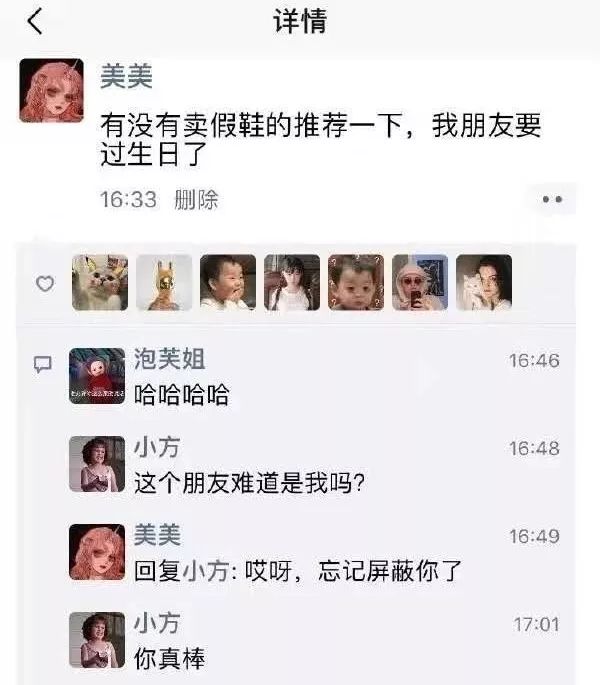 详情
美美
有没有卖假鞋的推荐一下，我朋友要
过生日了
16:33 删除
泡芙姐 16:46
哈哈哈哈
小方 16:48
这个朋友难道是我吗?
美美 16:49
回复小方: 哎呀，忘记屏蔽你了
小方 17:01
你真棒